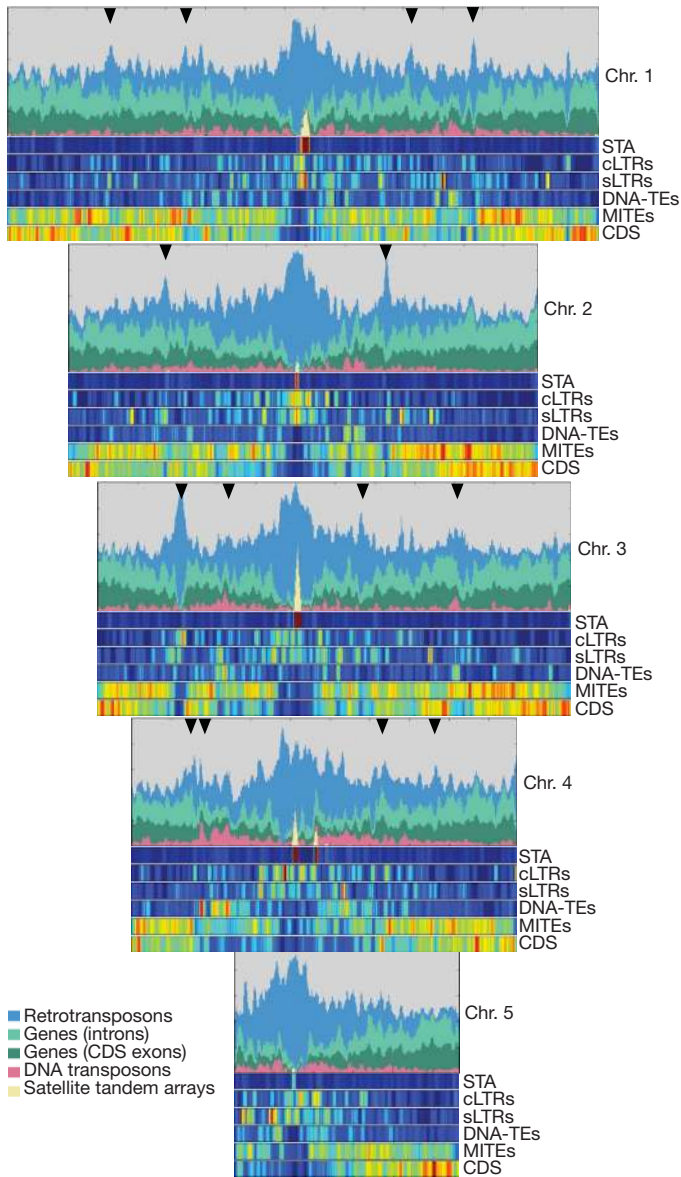 Chr. 1
STA
cLTRs
sLTRs
DNA-TEs
MITEs
CDS
Chr. 2
STA
cLTRs
sLTRs
DNA-TEs
MITEs
CDS
Chr. 3
STA
cLTRs
sLTRs
DNA-TEs
MITEs
CDS
Chr. 4
STA
cLTRs
sLTRs
DNA-TEs
MITEs
CDS
Chr. 5
STA
cLTRs
sLTRs
DNA-TEs
MITEs
CDS
Retrotransposons
Genes (introns)
Genes (CDS exons)
DNA transposons
Satellite tandem arrays